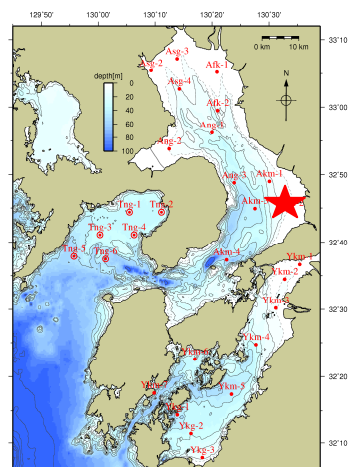 129°50' 130°00' 130°10' 130°20' 130°30'
33°10'
0 km 10
Asg-3
Asg-2
Afk-1
Asg-4
depth[m]
0
20
40
60
80
100
N
Afk-2
33°00'
Ang-2
32°50'
Ang-3
Akm-1
Tng-1
Tng-2
Tng-3
Tng-4
Akm-4
32°40'
Tng-5
Tng-6
Ykm-1
Ykm-2
Ykm-3
32°30'
Ykm-4
32°20'
Ykm-5
Ykg-2
32°10'
Ykg-3